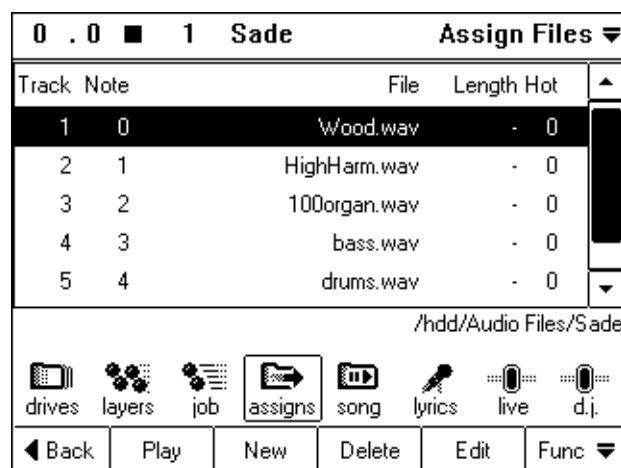 0 . 0 ■ 1 Sade Assign Files
Track Note File Length Hot
1 0 Wood.wav - 0
2 1 HighHarm.wav - 0
3 2 100organ.wav - 0
4 3 bass.wav - 0
5 4 drums.wav - 0
/hdd/Audio Files/Sade
drives layers job assigns song lyrics live d.j.
Back Play New Delete Edit Func